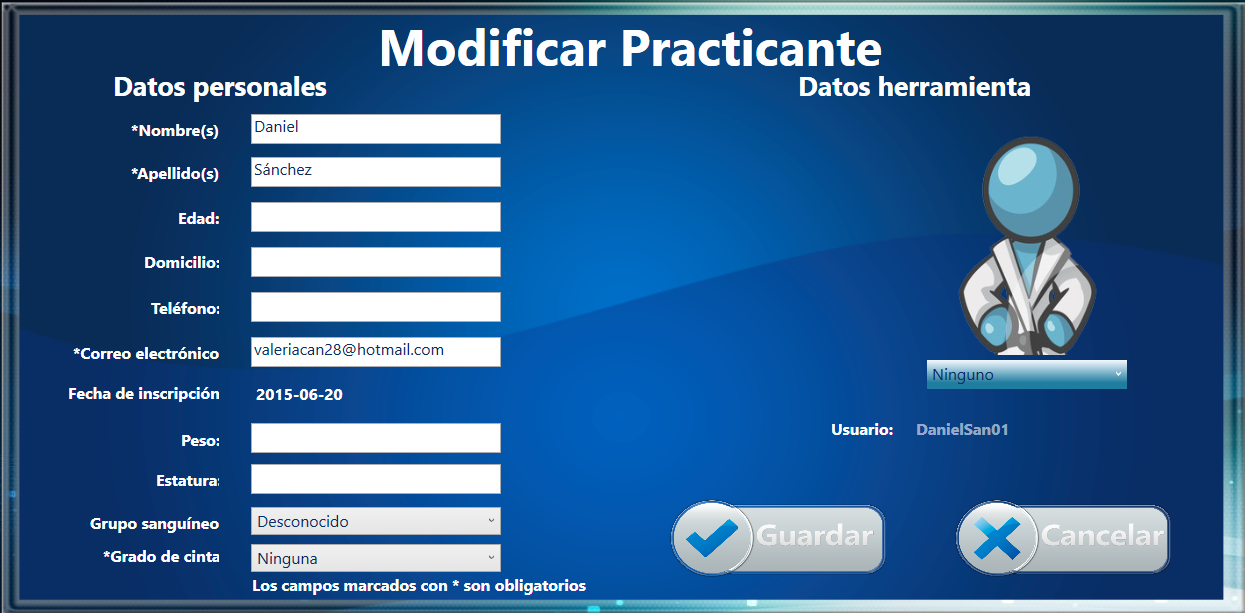 Modificar Practicante
Datos personales
*Nombre(s) Daniel
*Apellido(s) Sánchez
Edad:
Domicilio:
Teléfono:
*Correo electrónico valeriacan28@hotmail.com
Fecha de inscripción 2015-06-20
Peso:
Estatura:
Grupo sanguíneo Desconocido
*Grado de cinta Ninguna
Los campos marcados con * son obligatorios
Datos herramienta
Ninguno
Usuario: DanielSan01
Guardar Cancelar